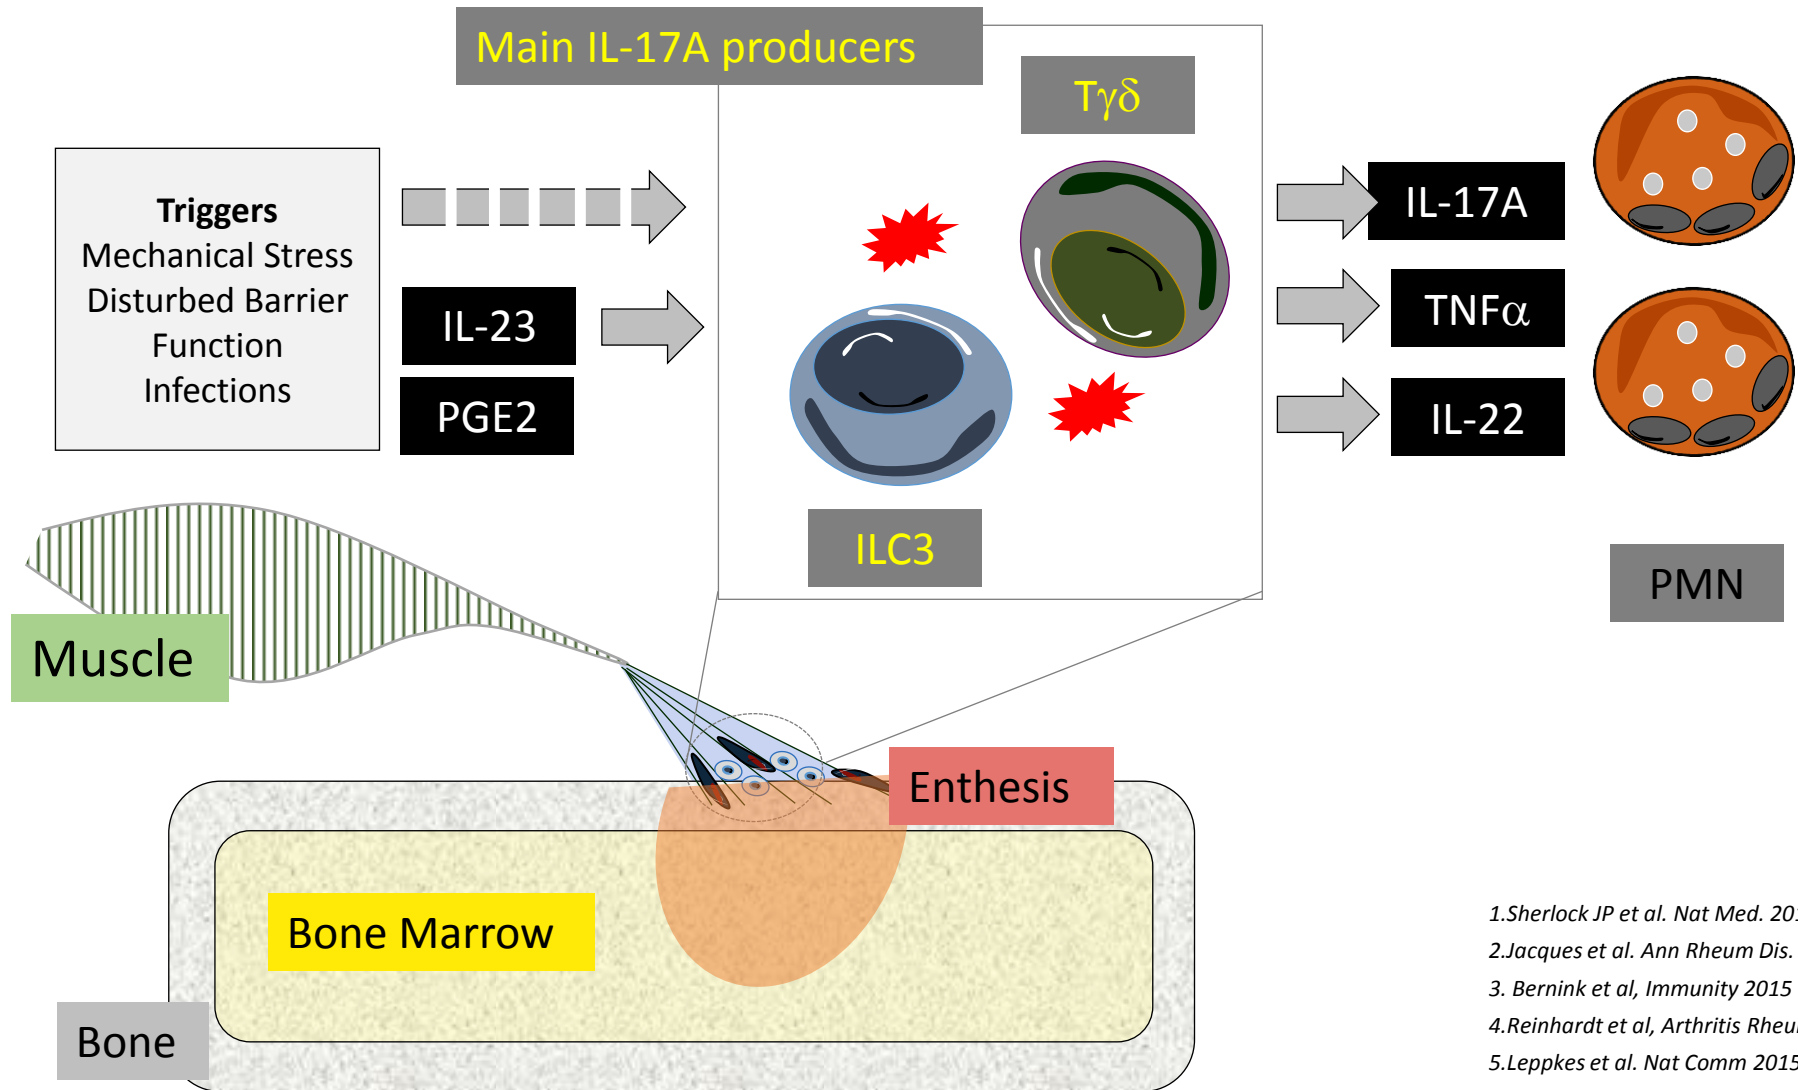 Main IL-17A producers
Tγδ
Triggers
Mechanical Stress
Disturbed Barrier
Function
Infections
IL-23
PGE2
IL-17A
TNFα
IL-22
ILC3
PMN
Muscle
Enthesis
Bone Marrow
Bone
1.Sherlock JP et al. Nat Med.
2.Jacques et al. Ann Rheum Dis.
3. Bernink et al, Immunity 2015
4.Reinhardt et al, Arthritis
5.Leppkes et al. Nat Comm 2015